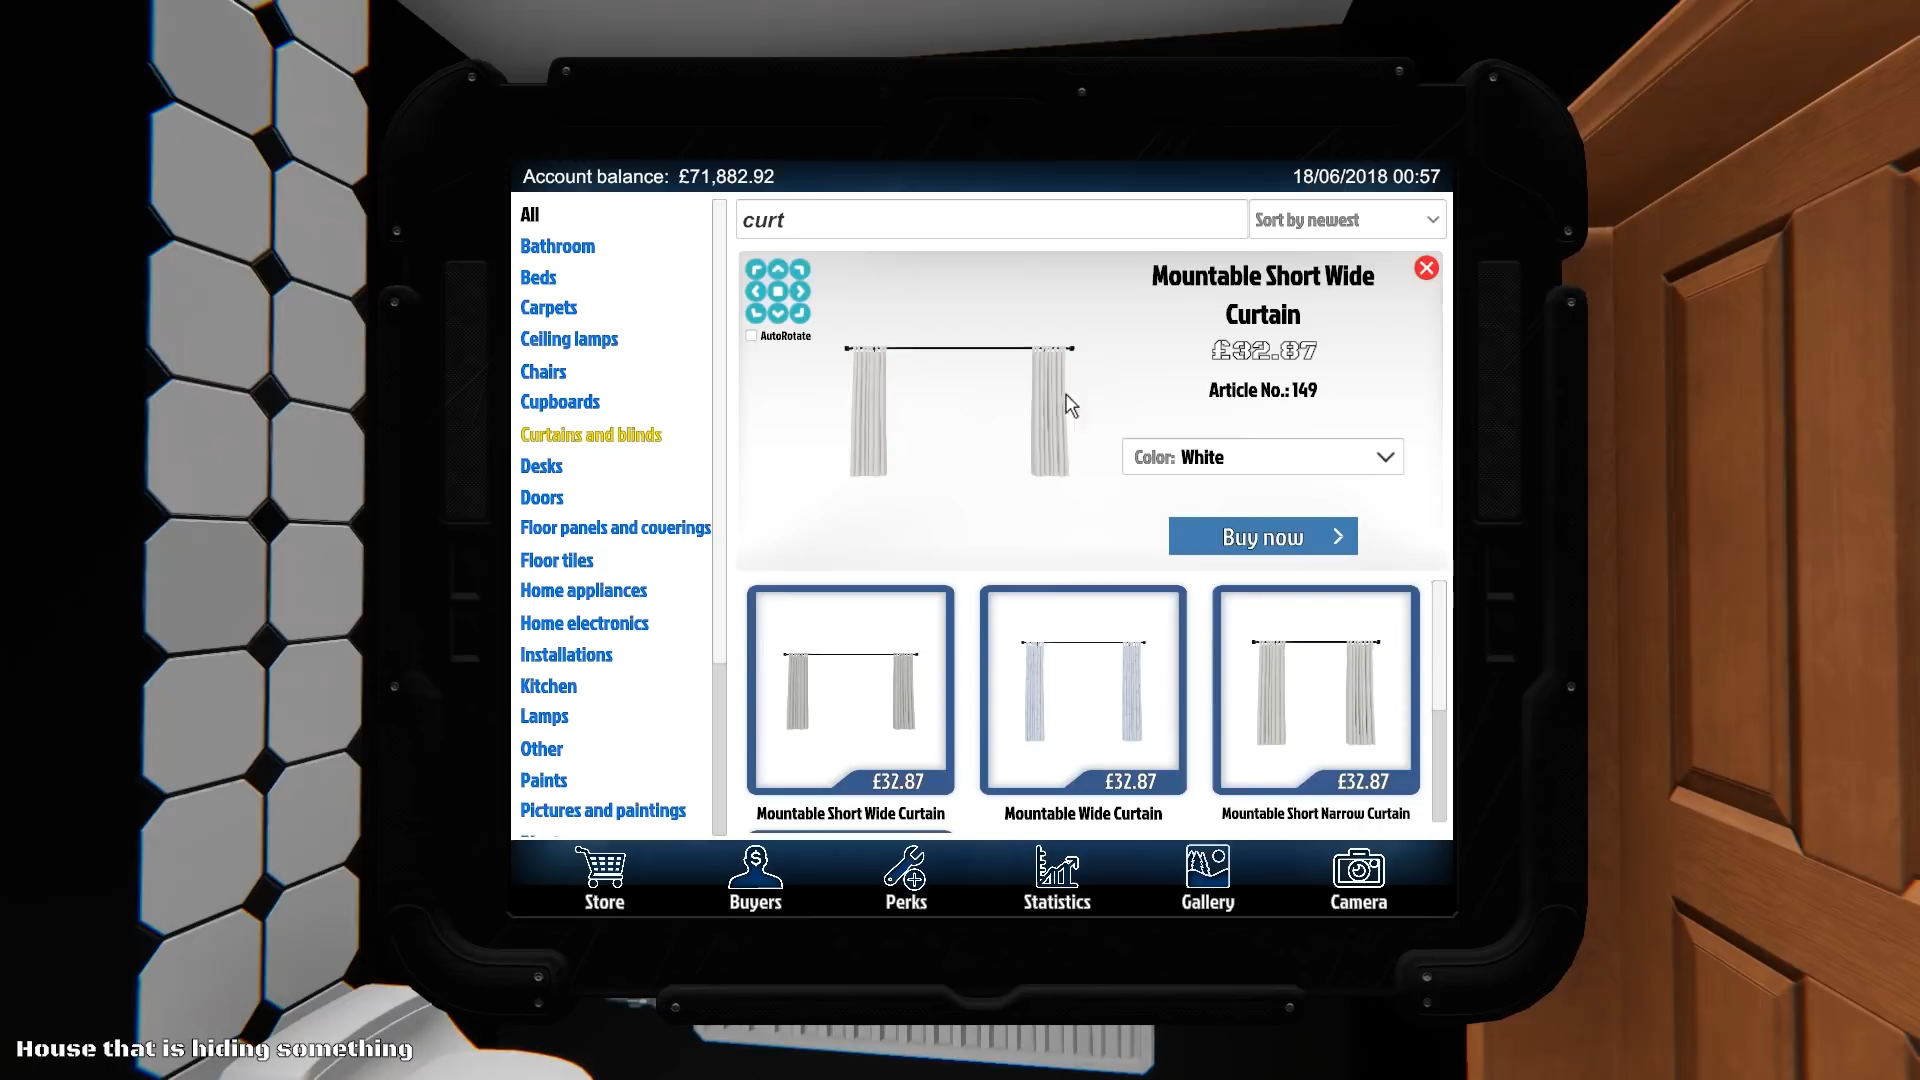 Account balance: £71,882.92
18/06/2018 00:57
All
Bathroom
Beds
Carpets
Ceiling lamps
Chairs
Cupboards
Curtains and blinds
Desks
Doors
Floor panels and coverings
Floor tiles
Home appliances
Home electronics
Installations
Kitchen
Lamps
Other
Paints
Pictures and paintings
curt
Sort by newest
AutoRotate
Mountable Short Wide
Curtain
£32.87
Article No.: 149
Color: White
Buy now
£32.87
Mountable Short Wide Curtain
£32.87
Mountable Wide Curtain
£32.87
Mountable Short Narrow Curtain
Store
Buyers
Perks
Statistics
Gallery
Camera
House that is hiding something